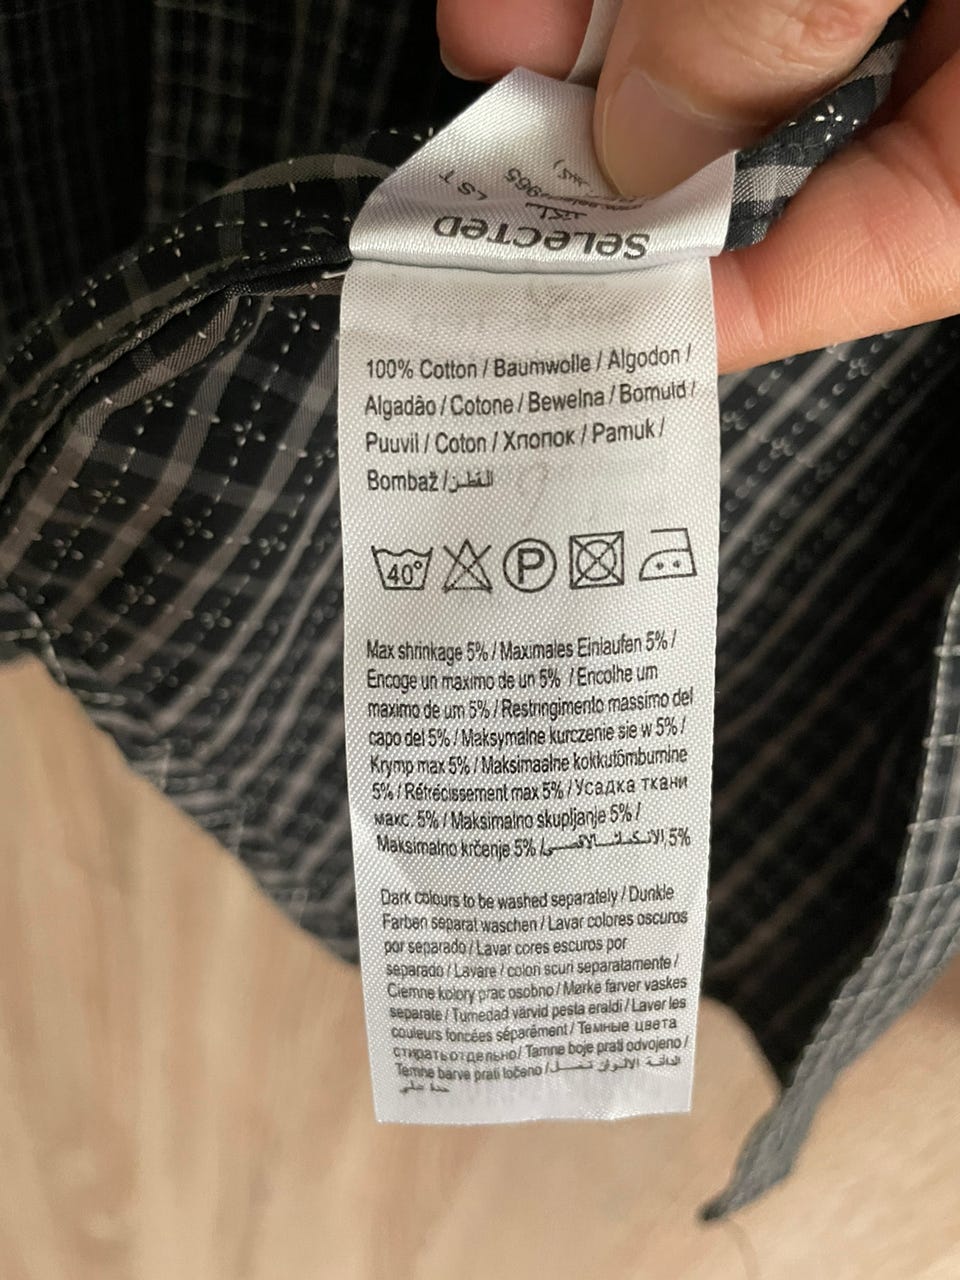 SELECTED
LS T
100% Cotton / Baumwolle / Algodon /
Algadâo / Cotone / Bewelna / Bomuld /
Puuvil / Coton / Хлопок / Pamuk /
Bombaž / القطن
40°
P
Max shrinkage 5% / Maximales Einlaufen 5% /
Encoge un maximo de un 5% / Encolhe um
maximo de um 5% / Restringimento massimo del
capo del 5% / Maksymalne kurczenie sie w 5% /
Krymp max 5% / Maksimaalne kokkutõmbumine
5% / Rétrécissement max 5% / Усадка ткани
макс. 5% / Maksimalno skupljanje 5% /
Maksimalno krčenje 5% / 5%
Dark colours to be washed separately / Dunkle
Farben separat waschen / Lavar colores oscuros
por separado / Lavar cores escuros por
separado / Lavare / colori scuri separatamente /
Ciemne kolory prac osobno / Mørke farver vaskes
separate / Tumedad varvid pesta eraldi / Laver les
couleurs foncées séparément / Темные цвета
стирать отдельно / Tamne boje prati odvojeno /
Temne barve prati ločeno /